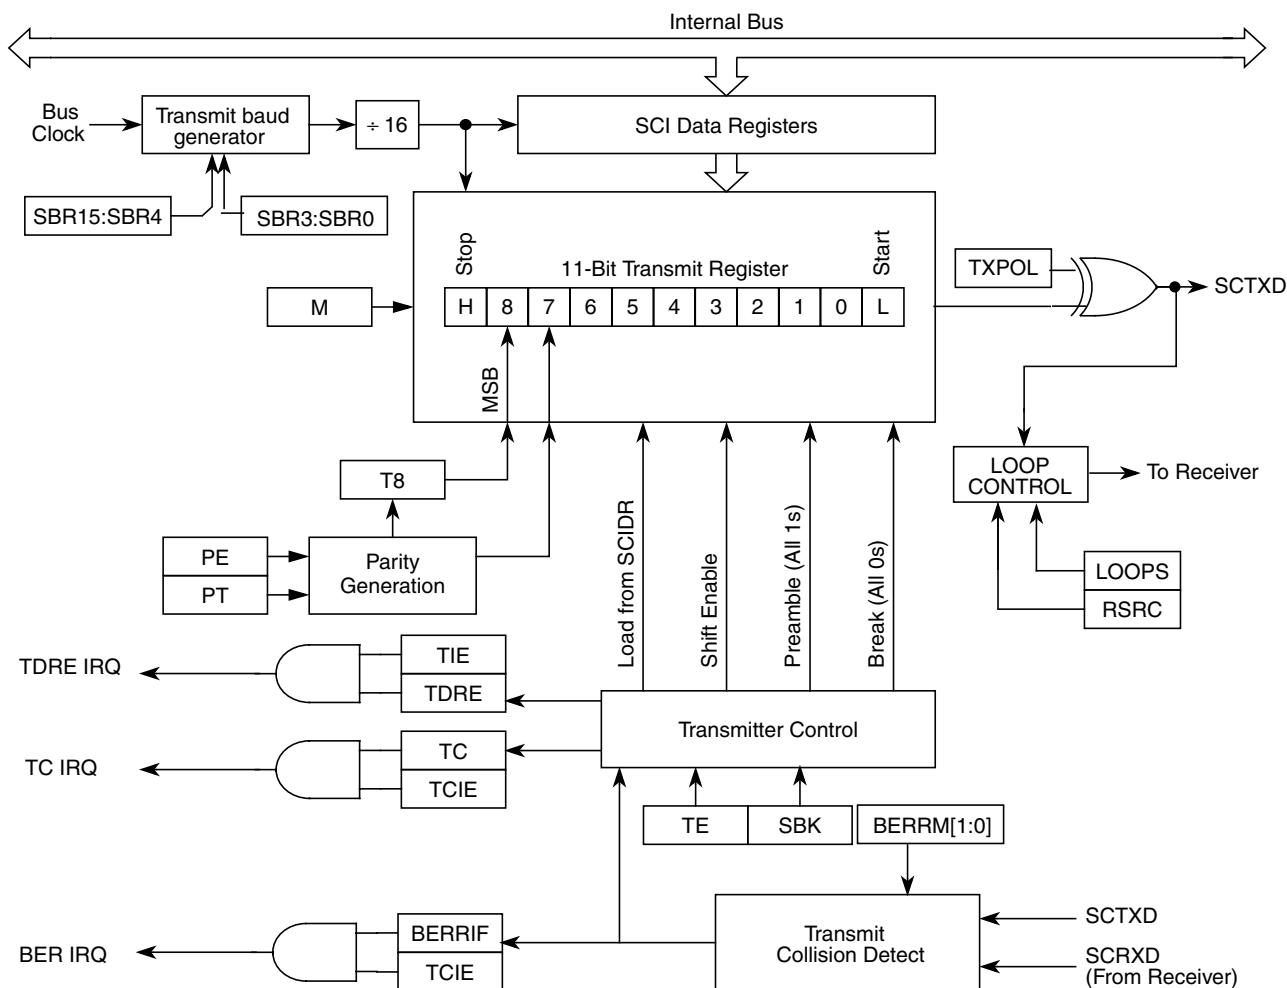 Internal Bus
Bus
Clock
Transmit baud
generator
÷ 16
SCI Data Registers
SBR15:SBR4
SBR3:SBR0
Stop
11-Bit Transmit Register
Start
M
H 8 7 6 5 4 3 2 1 0 L
TXPOL
SCTXD
MSB
T8
LOOP
CONTROL
To Receiver
PE
PT
Parity
Generation
Load from SCIDR
Shift Enable
Preamble (All 1s)
Break (All 0s)
LOOPS
RSRC
TDRE IRQ
TIE
TDRE
Transmitter Control
TC IRQ
TC
TCIE
TE
SBK
BERRM[1:0]
BER IRQ
BERRIF
TCIE
Transmit
Collision Detect
SCTXD
SCRXD
(From Receiver)